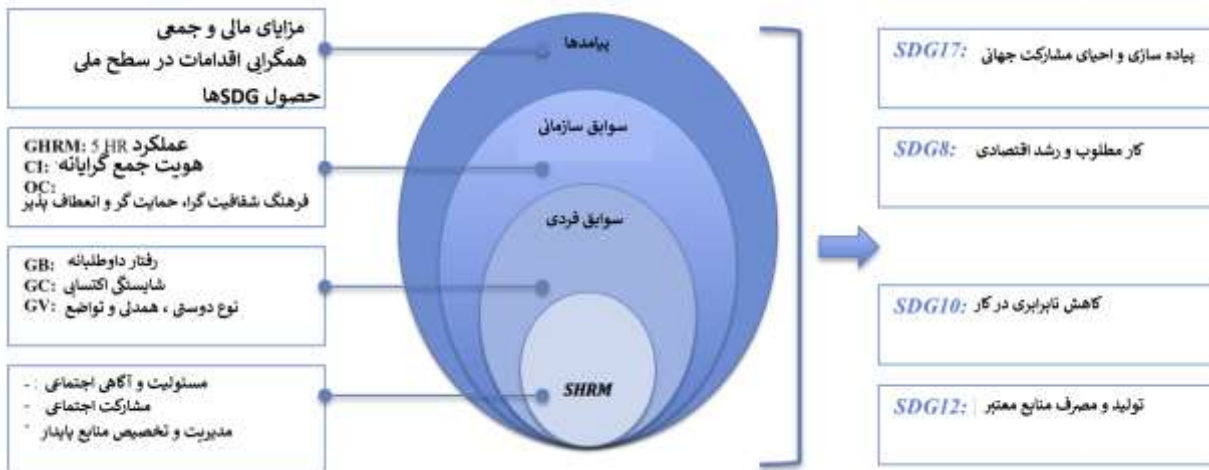 مزایای مالی و جمعی
همگرایی اقدامات در سطح ملی
حصول SDGها
GHRM: 5 HR عملکرد
CI: هویت جمع گرایانه
OC:
فرهنگ شفافیت گرا، حمایت گر و انعطاف پذیر
GB: رفتار داوطلبانه
GC: شایستگی اکتسابی
GV: نوع دوستی ، همدلی و تواضع
- مسئولیت و آگاهی اجتماعی
- مشارکت اجتماعی
- مدیریت و تخصیص منابع پایدار
پیامدها
سوابق سازمانی
سوابق فردی
SHRM
SDG17: پیاده سازی و احیای مشارکت جهانی
SDG8: کار مطلوب و رشد اقتصادی
SDG10: کاهش نابرابری در کار
SDG12: تولید و مصرف منابع معتبر